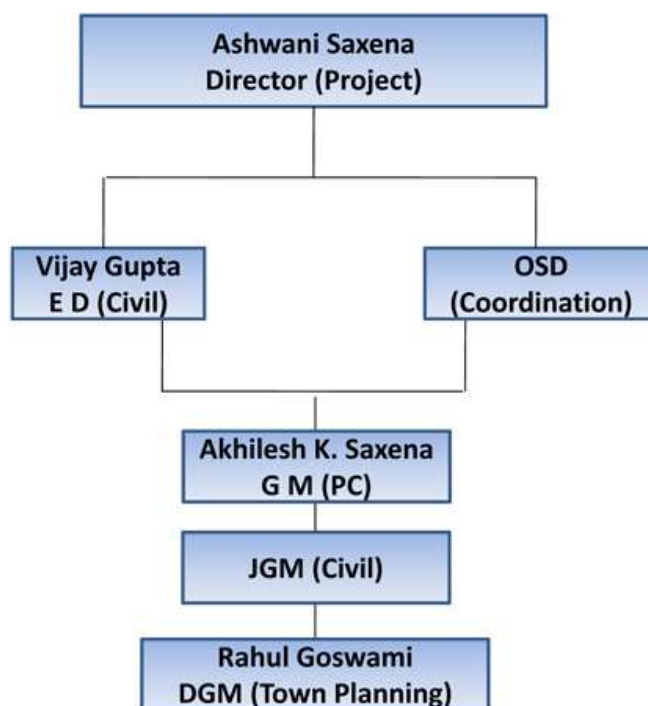 Ashwani Saxena
Director (Project)
Vijay Gupta
E D (Civil)
OSD
(Coordination)
Akhilesh K. Saxena
G M (PC)
JGM (Civil)
Rahul Goswami
DGM (Town Planning)